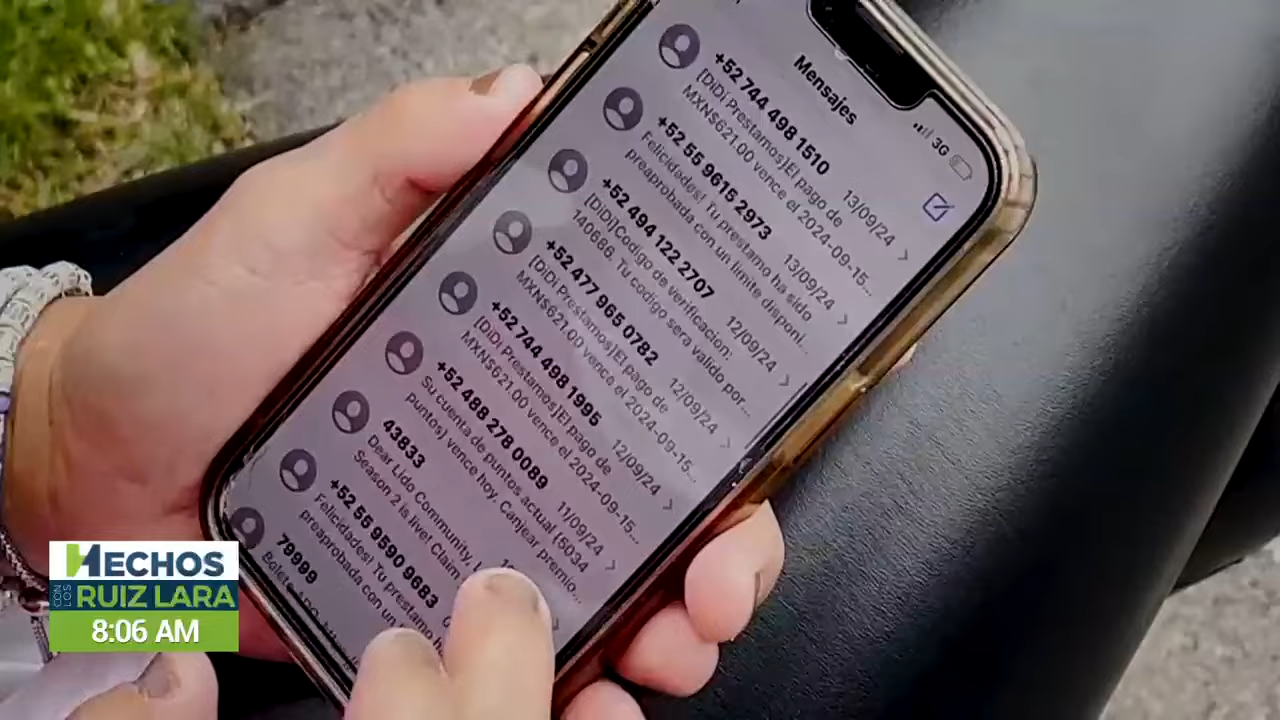 Mensajes
3G
+52 744 498 1510
13/09/24
[DiDi Prestamos]El pago de
MXN$621.00 vence el 2024-09-15...
+52 55 9615 2973
13/09/24
Felicidades! Tu prestamo ha sido
preaprobada con un limite disponi...
+52 494 122 2707
12/09/24
[DiDi]Codigo de verificacion:
140686. Tu codigo sera valido por...
+52 477 965 0782
12/09/24
[DiDi Prestamos]El pago de
MXN$621.00 vence el 2024-09-15...
+52 744 498 1995
12/09/24
[DiDi Prestamos]El pago de
MXN$621.00 vence el 2024-09-15...
+52 488 278 0089
11/09/24
Su cuenta de puntos actual (5034
puntos) vence hoy. Canjear premio...
43833
Dear Lido Community,
Season 2 is live! Claim
+52 55 9590 9683
Felicidades! Tu prestamo h
preaprobada con un
79999
HECHOS
CON LOS
RUIZ LARA
8:06 AM